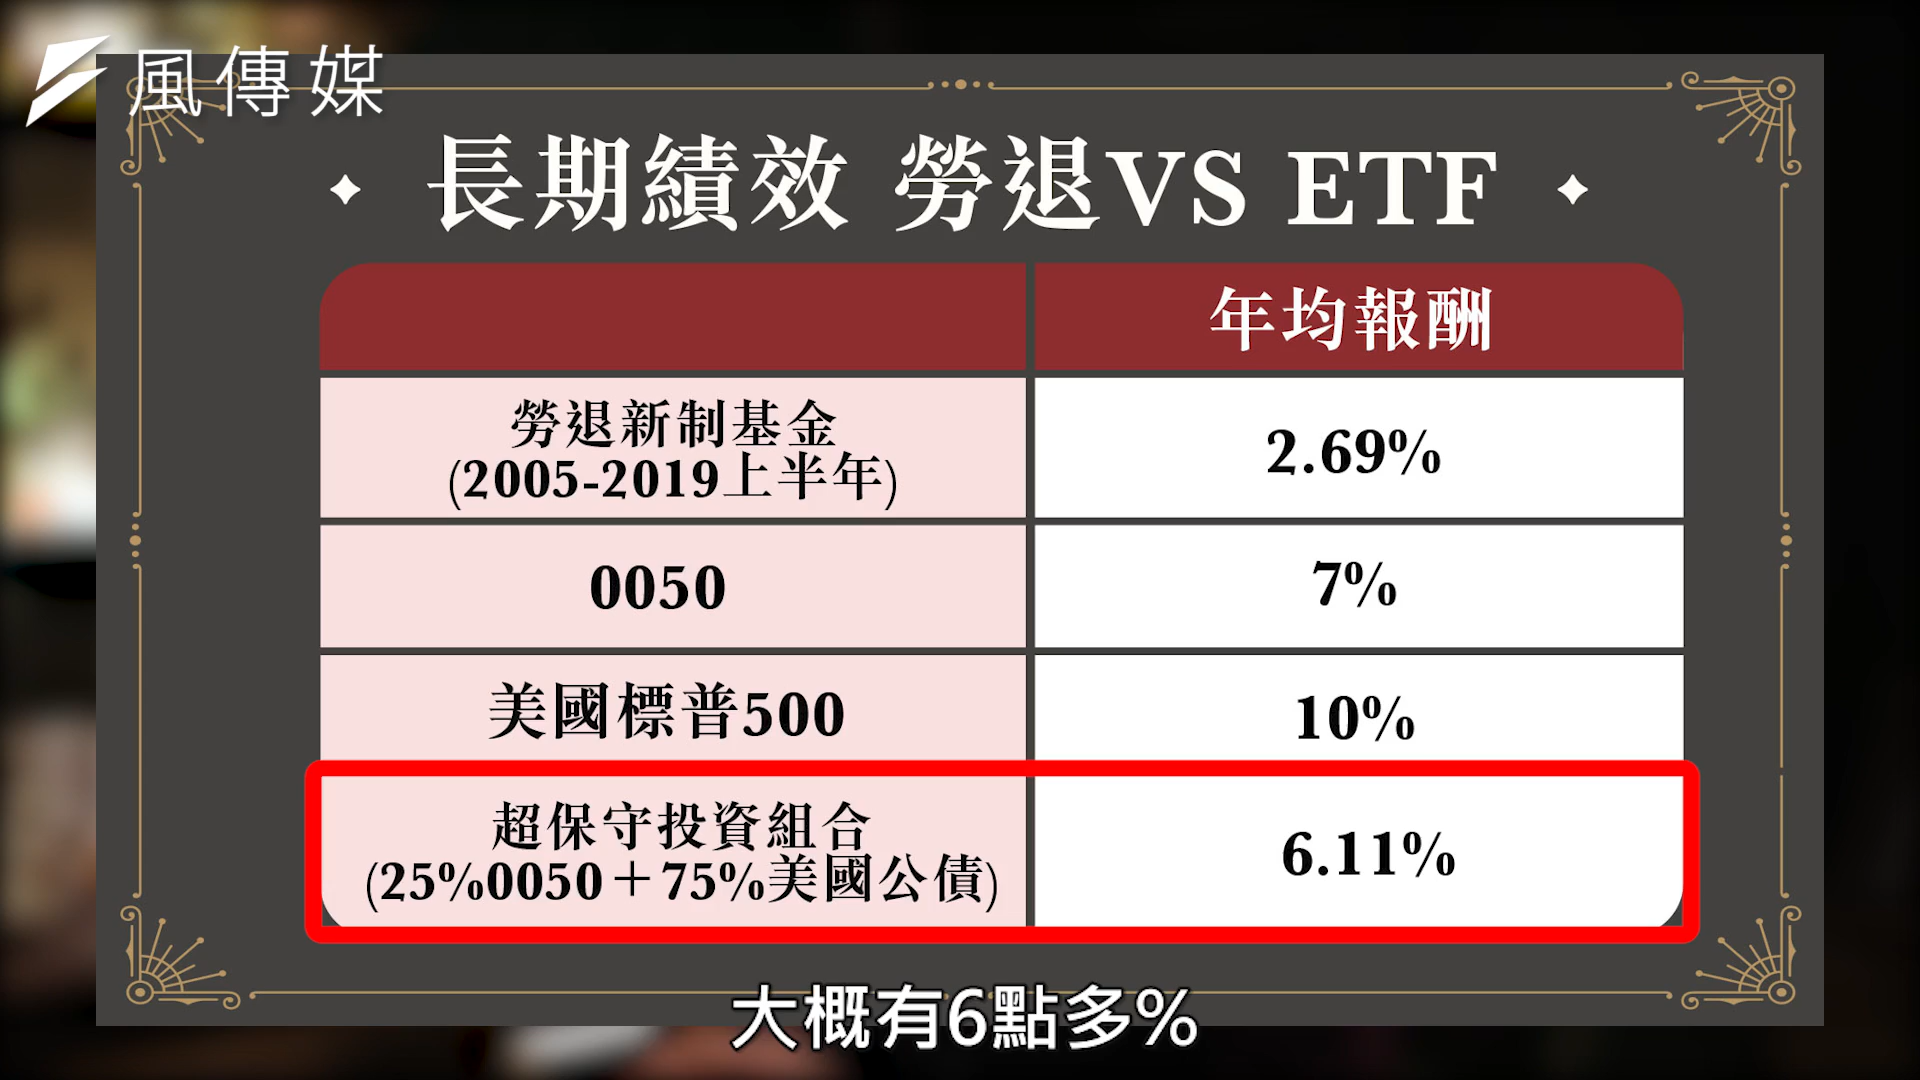 風傳媒
長期績效 勞退VS ETF
年均報酬
勞退新制基金
(2005-2019上半年)
2.69%
0050
7%
美國標普500
10%
超保守投資組合
(25%0050＋75%美國公債)
6.11%
大概有6點多%